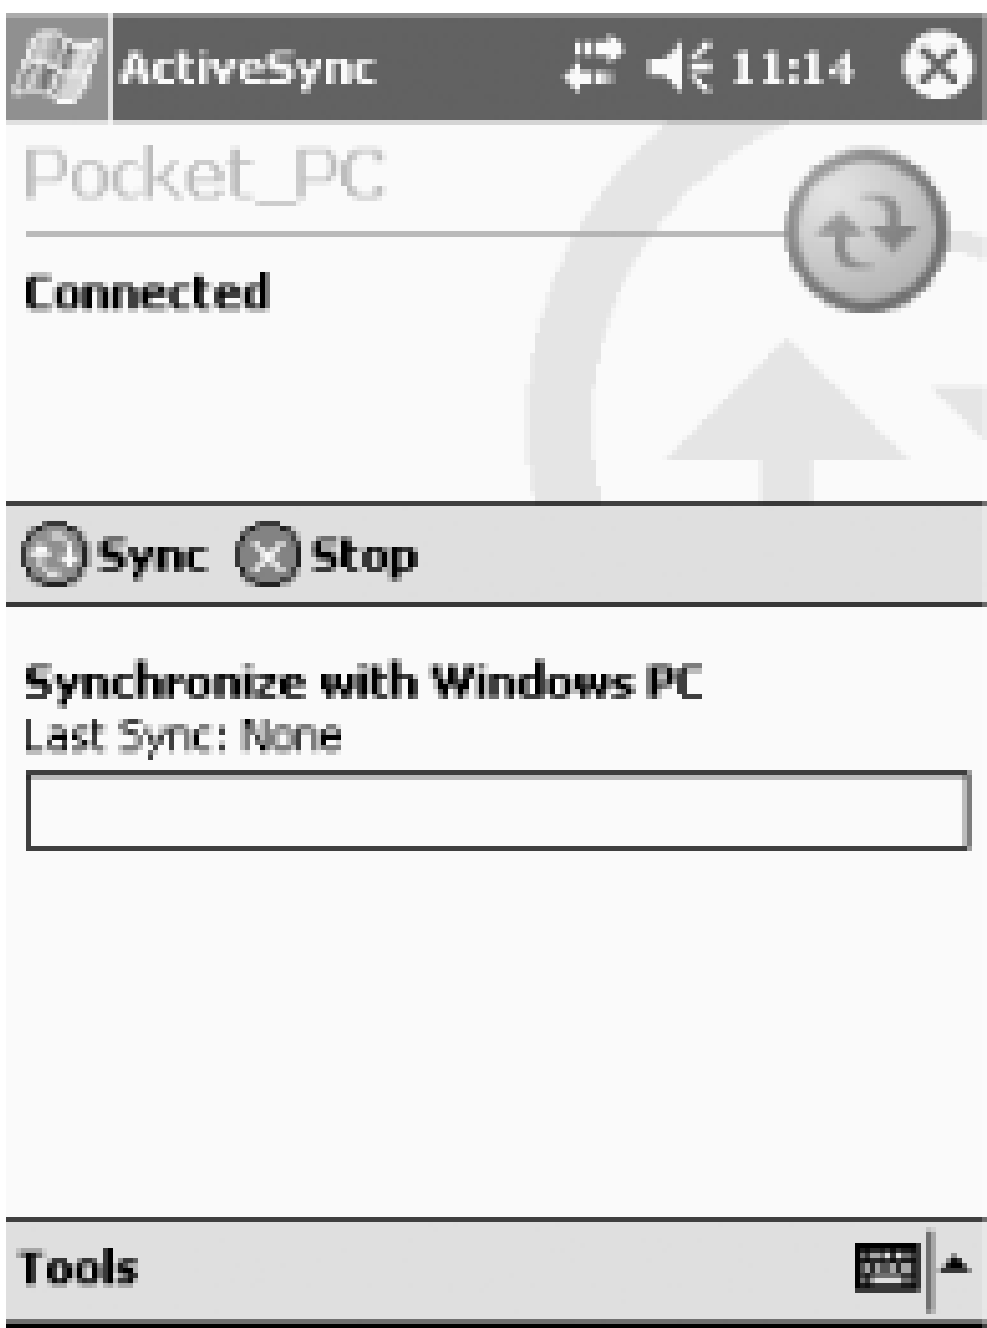 ActiveSync 11:14
Pocket_PC
Connected
Sync Stop
Synchronize with Windows PC
Last Sync: None
Tools